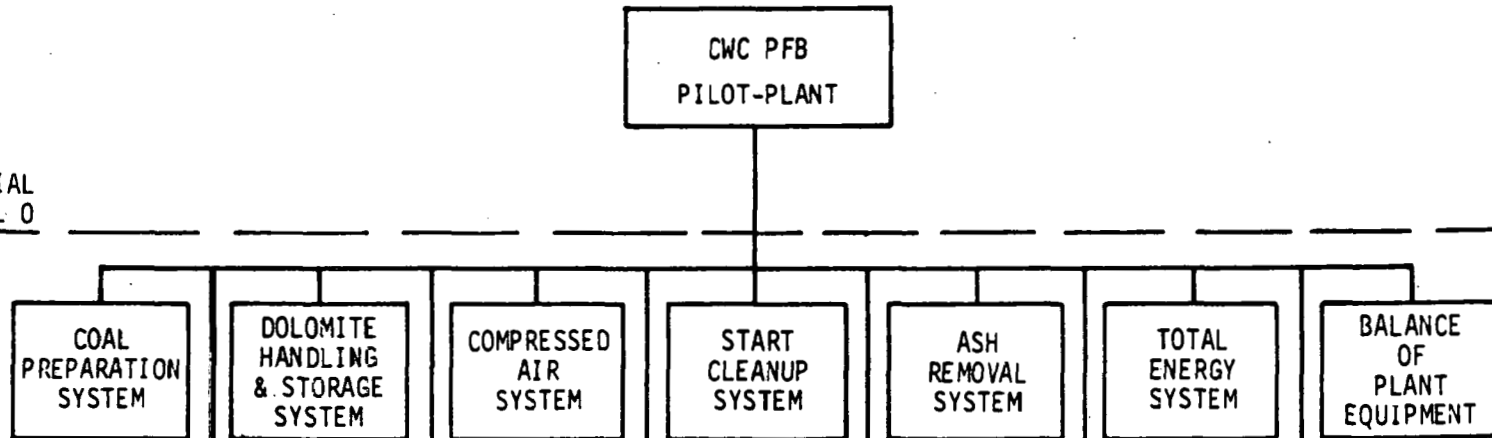 CWC PFB
PILOT-PLANT
IAL
L 0
COAL
PREPARATION
SYSTEM
DOLOMITE
HANDLING
& STORAGE
SYSTEM
COMPRESSED
AIR
SYSTEM
START
CLEANUP
SYSTEM
ASH
REMOVAL
SYSTEM
TOTAL
ENERGY
SYSTEM
BALANCE
OF
PLANT
EQUIPMENT